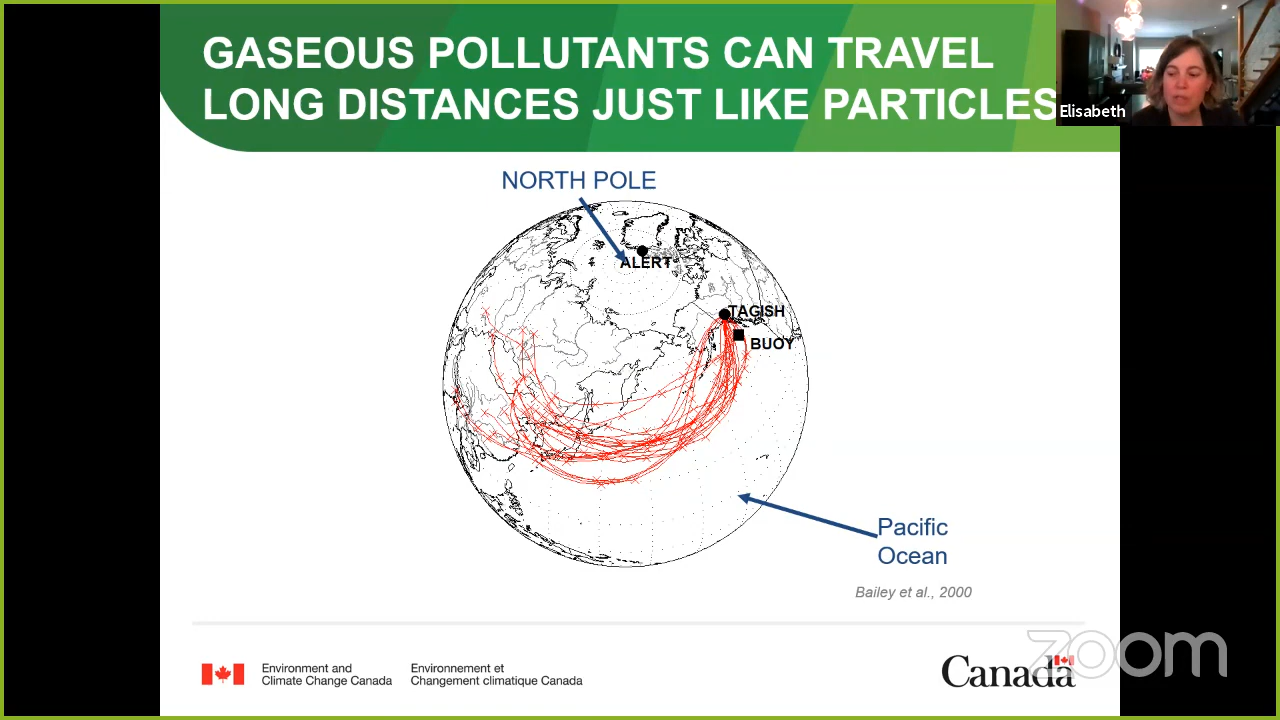 GASEOUS POLLUTANTS CAN TRAVEL
LONG DISTANCES JUST LIKE PARTICLES
Elisabeth
NORTH POLE
ALERT
TAGISH
BUOY
Pacific
Ocean
Bailey et al., 2000
Environment and
Climate Change Canada
Environnement et
Changement climatique Canada
Canada
zoom